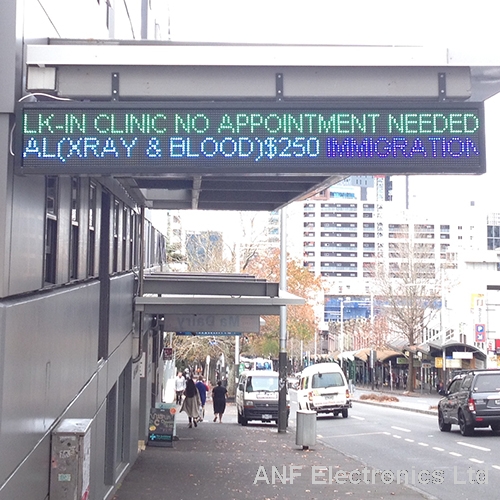 LK-IN CLINIC NO APPOINTMENT NEEDED
AL(XRAY & BLOOD)$250 IMMIGRATION
ANF Electronics Ltd